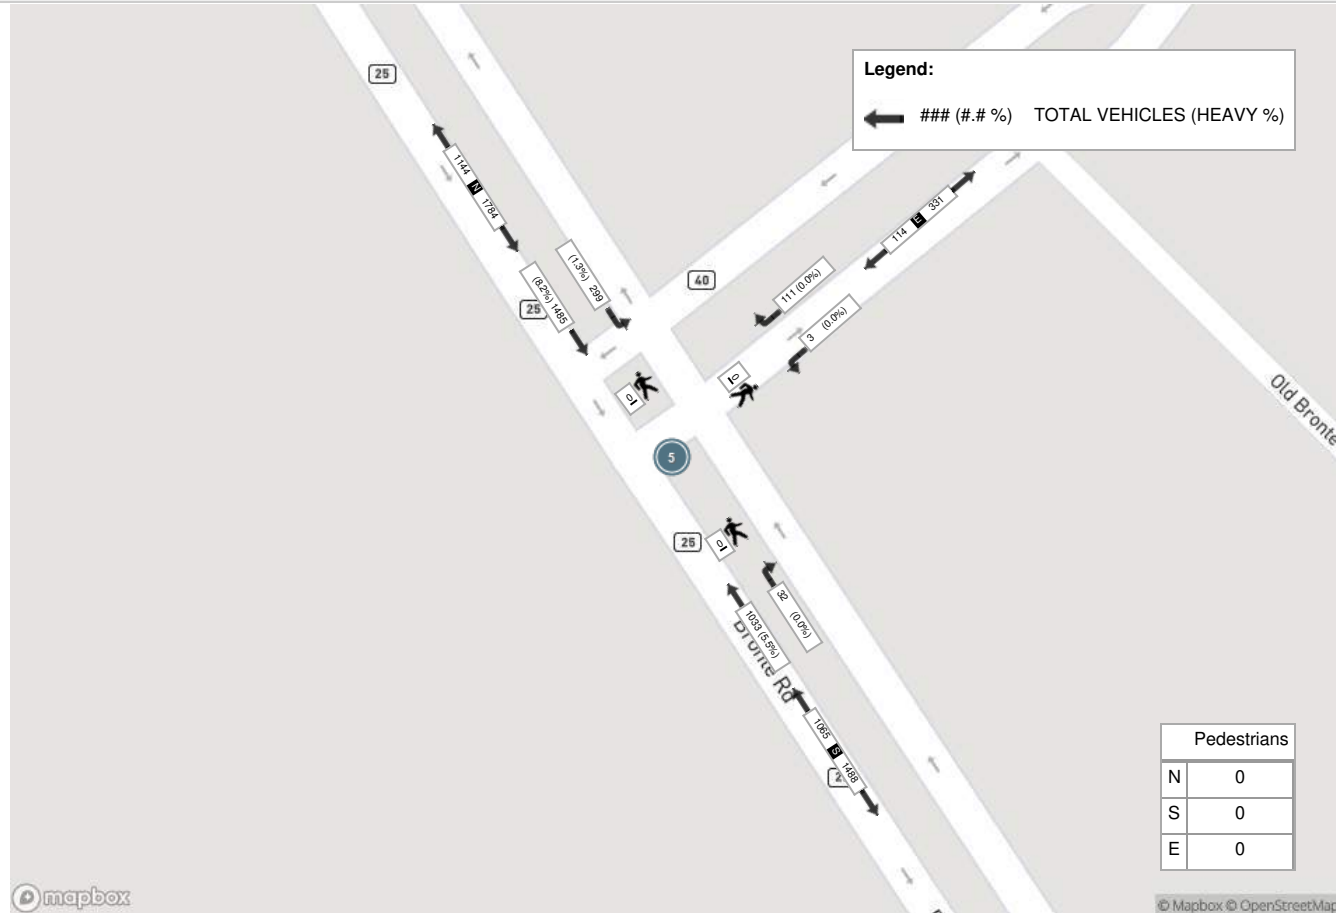 25
Legend:
### (#.# %) TOTAL VEHICLES (HEAVY %)
1144 N 1784
(1.3%) 299
(8.2%) 1485
25
40
114 E 331
111 (0.0%)
3 (0.0%)
0
0
Old Bronte
5
25
0
32 (0.0%)
1033 (5.5%)
Bronte Rd
1065 S 1488
Pedestrians
N 0
S 0
E 0
mapbox
© Mapbox © OpenStreetMap